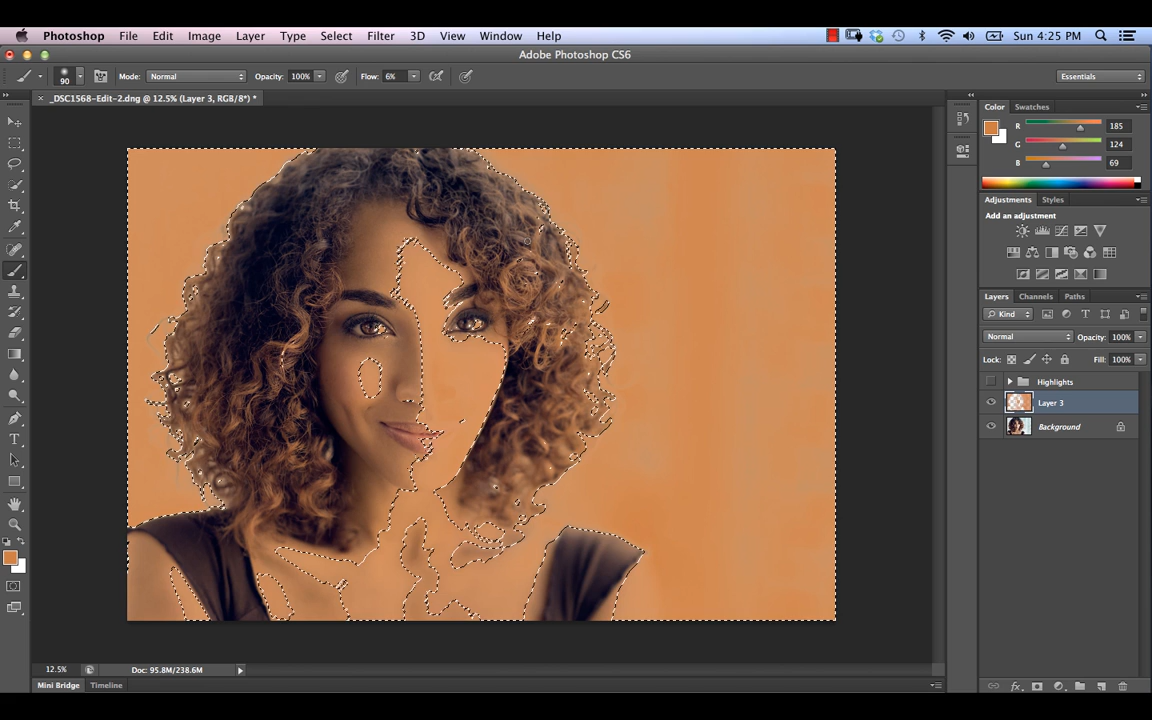 Photoshop File Edit Image Layer Type Select Filter 3D View Window Help Sun 4:25 PM
Adobe Photoshop CS6
90 Mode: Normal Opacity: 100% Flow: 6% Essentials
_DSC1568-Edit-2.dng @ 12.5% (Layer 3, RGB/8*) *
Color Swatches
R 185
G 124
B 69
Adjustments Styles
Add an adjustment
Layers Channels Paths
Kind
Normal Opacity: 100%
Lock: Fill: 100%
Highlights
Layer 3
Background
12.5% Doc: 95.8M/238.6M
Mini Bridge Timeline